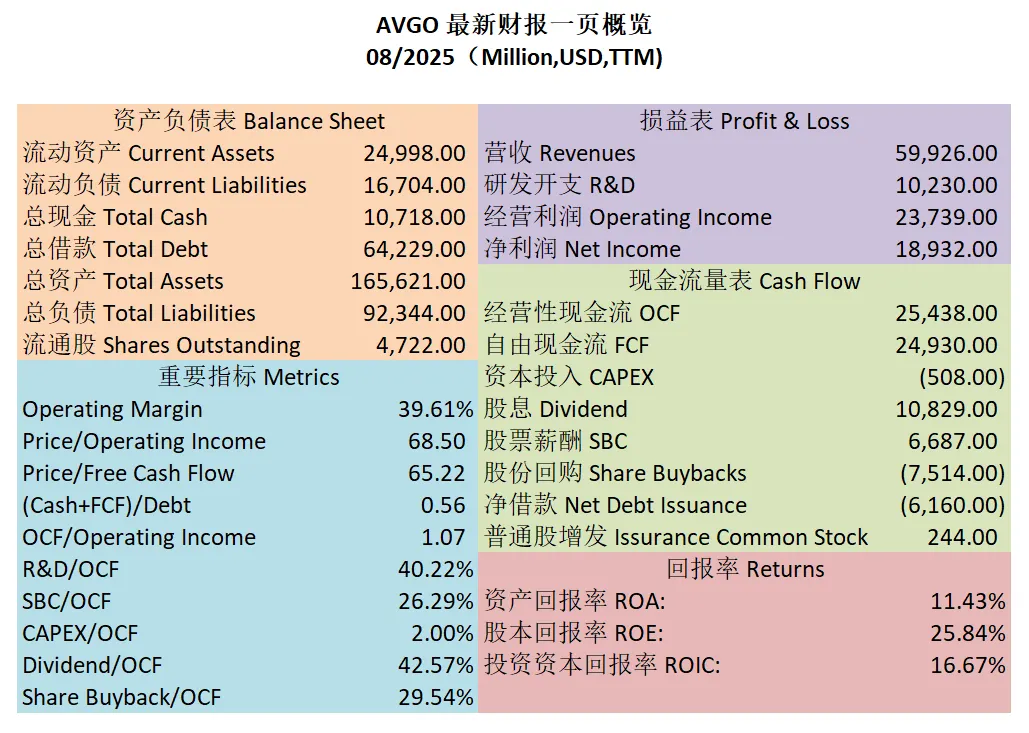 AVGO 最新财报一页概览
08/2025（Million,USD,TTM)
资产负债表 Balance Sheet
流动资产 Current Assets 24,998.00
流动负债 Current Liabilities 16,704.00
总现金 Total Cash 10,718.00
总借款 Total Debt 64,229.00
总资产 Total Assets 165,621.00
总负债 Total Liabilities 92,344.00
流通股 Shares Outstanding 4,722.00
重要指标 Metrics
Operating Margin 39.61%
Price/Operating Income 68.50
Price/Free Cash Flow 65.22
(Cash+FCF)/Debt 0.56
OCF/Operating Income 1.07
R&D/OCF 40.22%
SBC/OCF 26.29%
CAPEX/OCF 2.00%
Dividend/OCF 42.57%
Share Buyback/OCF 29.54%
损益表 Profit & Loss
营收 Revenues 59,926.00
研发开支 R&D 10,230.00
经营利润 Operating Income 23,739.00
净利润 Net Income 18,932.00
现金流量表 Cash Flow
经营性现金流 OCF 25,438.00
自由现金流 FCF 24,930.00
资本投入 CAPEX (508.00)
股息 Dividend 10,829.00
股票薪酬 SBC 6,687.00
股份回购 Share Buybacks (7,514.00)
净借款 Net Debt Issuance (6,160.00)
普通股增发 Issurance Common Stock 244.00
回报率 Returns
资产回报率 ROA: 11.43%
股本回报率 ROE: 25.84%
投资资本回报率 ROIC: 16.67%